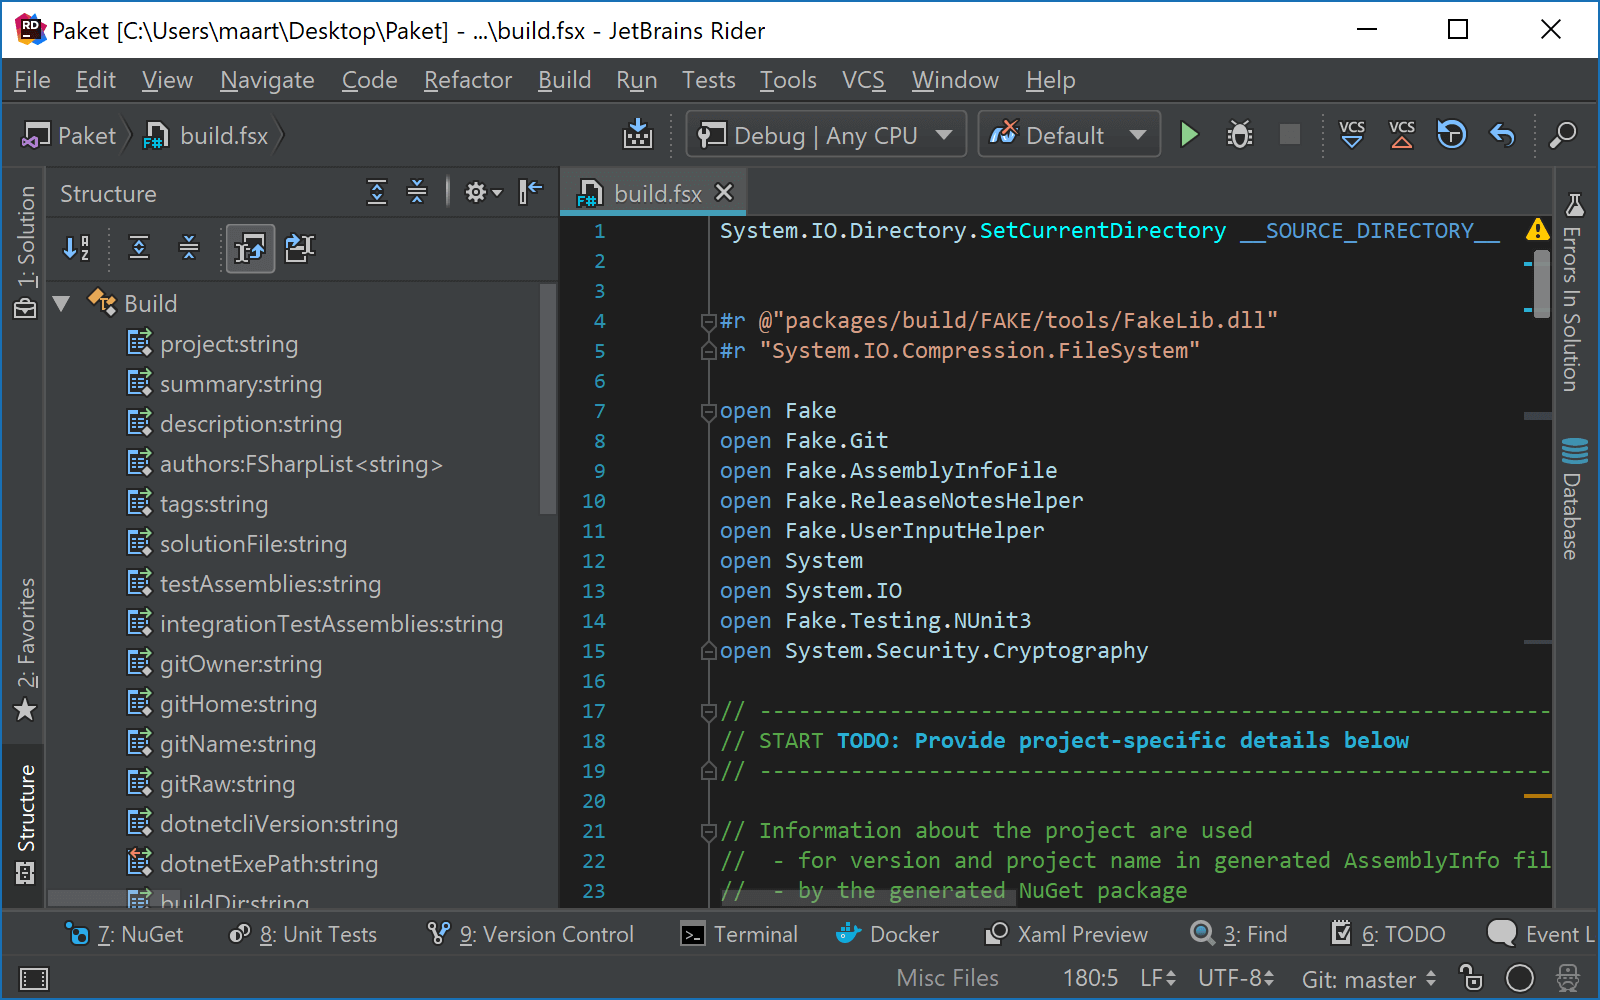 Paket [C:\Users\maart\Desktop\Paket] - ...\build.fsx - JetBrains Rider
File Edit View Navigate Code Refactor Build Run Tests Tools VCS Window Help
Paket build.fsx Debug | Any CPU Default VCS VCS
1: Solution
2: Favorites
Structure
Structure
Build
project:string
summary:string
description:string
authors:FSharpList<string>
tags:string
solutionFile:string
testAssemblies:string
integrationTestAssemblies:string
gitOwner:string
gitHome:string
gitName:string
gitRaw:string
dotnetcliVersion:string
dotnetExePath:string
buildDir:string
build.fsx
1 System.IO.Directory.SetCurrentDirectory __SOURCE_DIRECTORY__
2
3
4 #r @"packages/build/FAKE/tools/FakeLib.dll"
5 #r "System.IO.Compression.FileSystem"
6
7 open Fake
8 open Fake.Git
9 open Fake.AssemblyInfoFile
10 open Fake.ReleaseNotesHelper
11 open Fake.UserInputHelper
12 open System
13 open System.IO
14 open Fake.Testing.NUnit3
15 open System.Security.Cryptography
16
17 // -------------------------------------------------------------
18 // START TODO: Provide project-specific details below
19 // -------------------------------------------------------------
20
21 // Information about the project are used
22 //  - for version and project name in generated AssemblyInfo fil
23 //  - by the generated NuGet package
Errors In Solution
Database
7: NuGet 8: Unit Tests 9: Version Control Terminal Docker Xaml Preview 3: Find 6: TODO Event L
Misc Files 180:5 LF UTF-8 Git: master